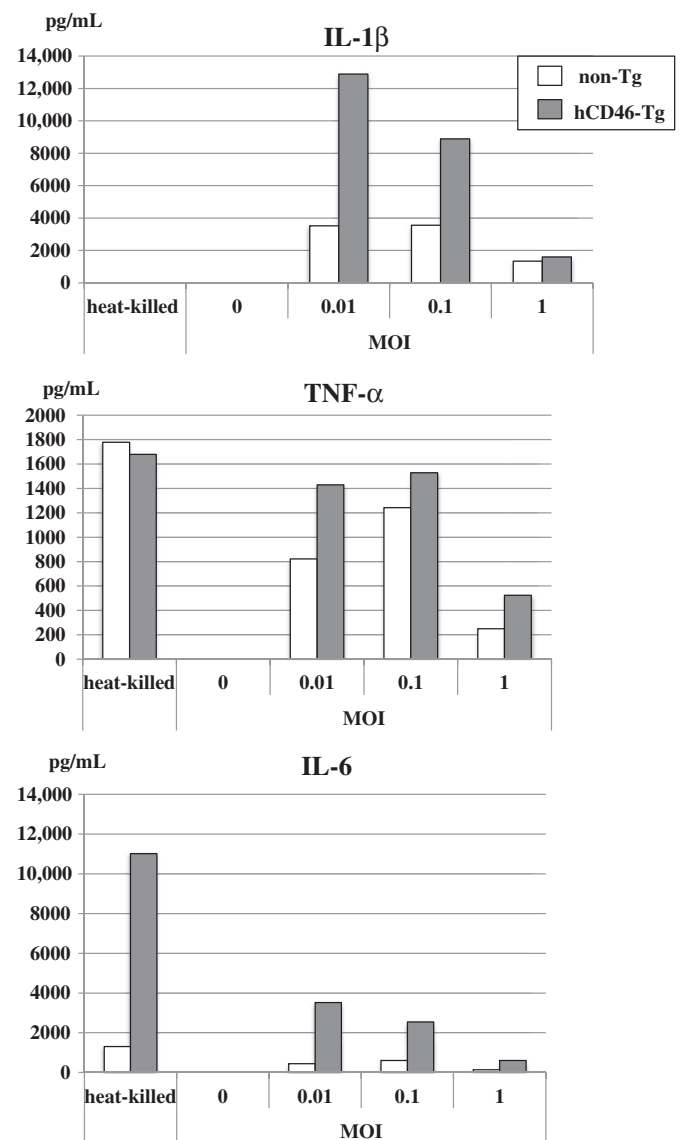 pg/mL
IL-1β
14,000
12,000
10,000
8000
6000
4000
2000
0
non-Tg
hCD46-Tg
heat-killed 0 0.01 0.1 1
MOI
pg/mL
TNF-α
2000
1800
1600
1400
1200
1000
800
600
400
200
0
heat-killed 0 0.01 0.1 1
MOI
pg/mL
IL-6
14,000
12,000
10,000
8000
6000
4000
2000
0
heat-killed 0 0.01 0.1 1
MOI